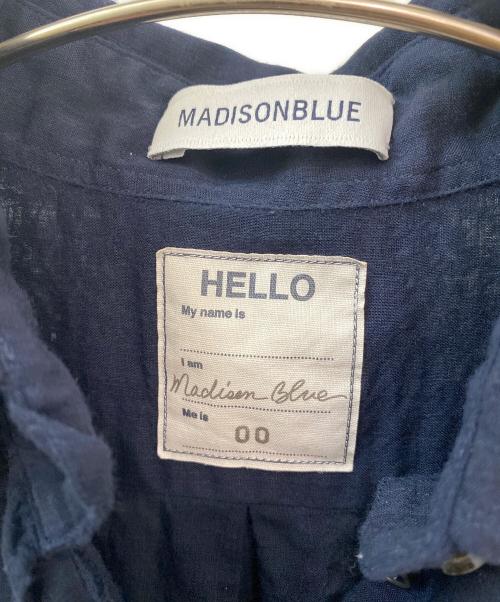 MADISONBLUE
HELLO
My name is
I am
Madison Blue
Me is
00